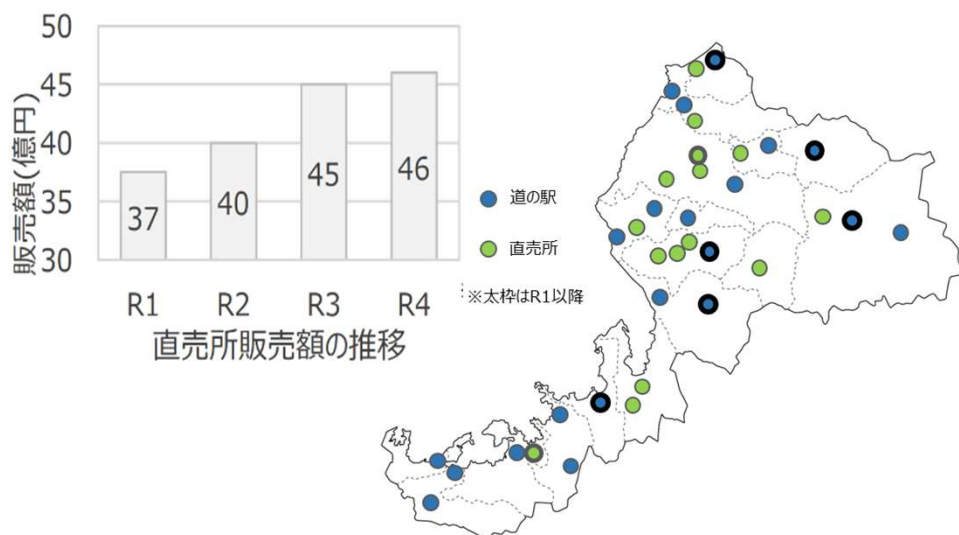 50
45
40
35
30
販売額(億円)
37
40
45
46
R1
R2
R3
R4
直売所販売額の推移
道の駅
直売所
※太枠はR1以降